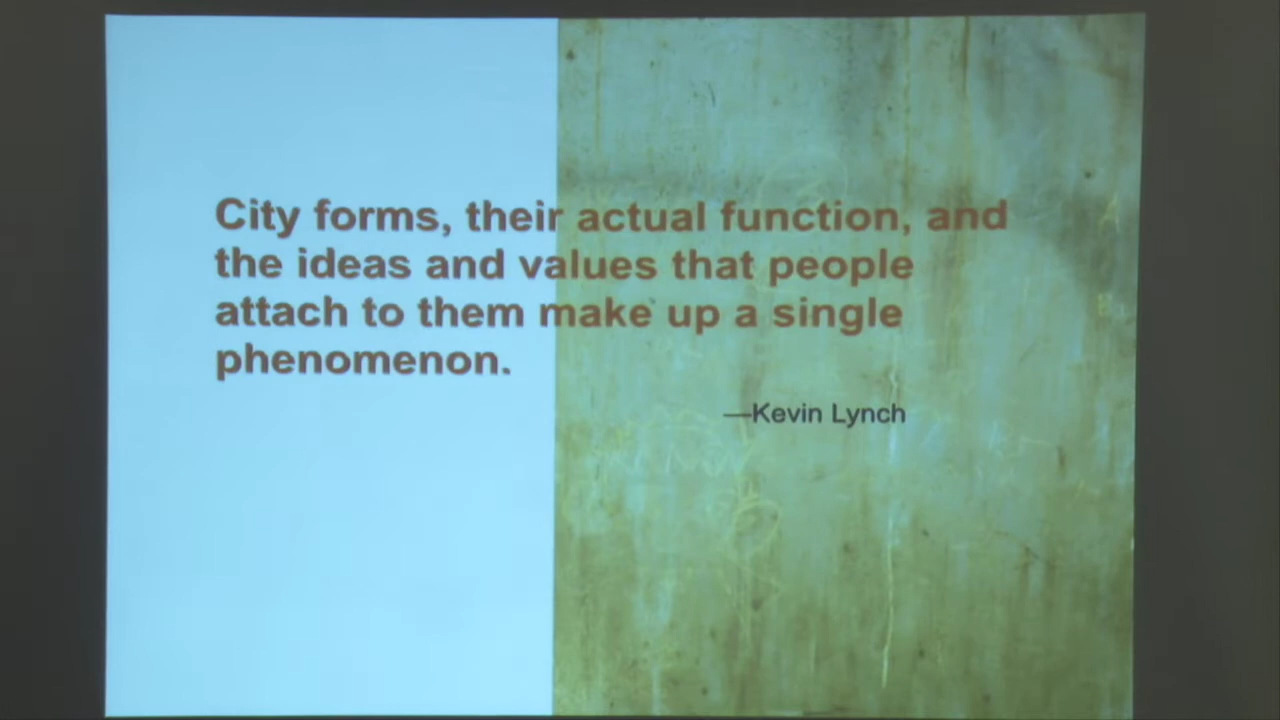 City forms, their actual function, and
the ideas and values that people
attach to them make up a single
phenomenon.
—Kevin Lynch